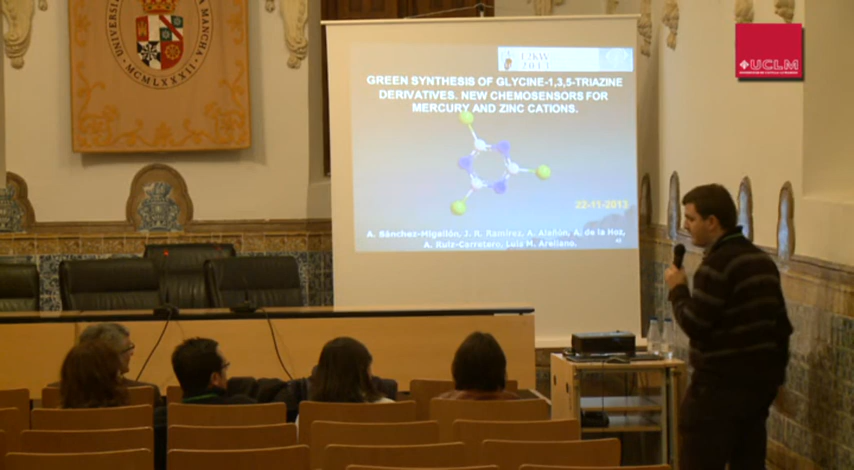 UCLM
GREEN SYNTHESIS OF GLYCINE-1,3,5-TRIAZINE
DERIVATIVES. NEW CHEMOSENSORS FOR
MERCURY AND ZINC CATIONS.
22-11-2013
A. Sánchez-Migallón, J. R. Ramírez, A. Alañón, A. de la Hoz,
A. Ruiz-Carretero, Luis M. Arellano.
MCMLXXXII